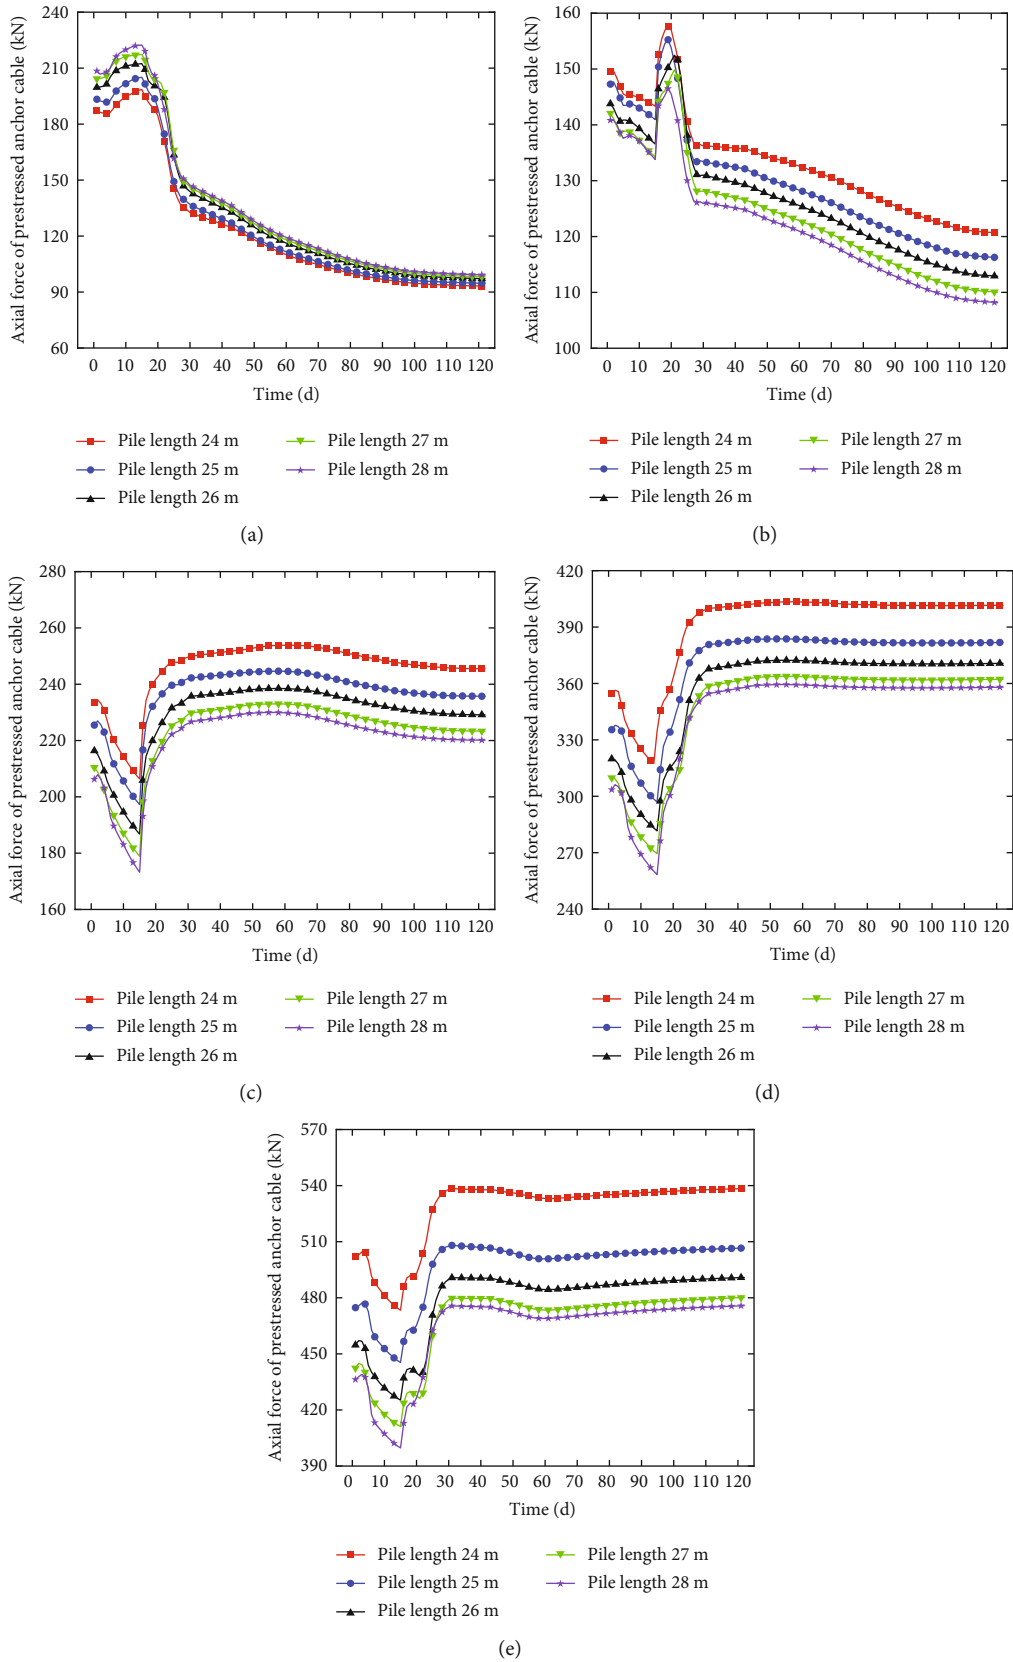 Axial force of prestressed anchor cable (kN)
240
210
180
150
120
90
60
0 10 20 30 40 50 60 70 80 90 100 110 120
Time (d)
Pile length 24 m
Pile length 25 m
Pile length 26 m
Pile length 27 m
Pile length 28 m
(a)
Axial force of prestressed anchor cable (kN)
160
150
140
130
120
110
100
0 10 20 30 40 50 60 70 80 90 100 110 120
Time (d)
Pile length 24 m
Pile length 25 m
Pile length 26 m
Pile length 27 m
Pile length 28 m
(b)
Axial force of prestressed anchor cable (kN)
280
260
240
220
200
180
160
0 10 20 30 40 50 60 70 80 90 100 110 120
Time (d)
Pile length 24 m
Pile length 25 m
Pile length 26 m
Pile length 27 m
Pile length 28 m
(c)
Axial force of prestressed anchor cable (kN)
420
390
360
330
300
270
240
0 10 20 30 40 50 60 70 80 90 100 110 120
Time (d)
Pile length 24 m
Pile length 25 m
Pile length 26 m
Pile length 27 m
Pile length 28 m
(d)
Axial force of prestressed anchor cable (kN)
570
540
510
480
450
420
390
0 10 20 30 40 50 60 70 80 90 100 110 120
Time (d)
Pile length 24 m
Pile length 25 m
Pile length 26 m
Pile length 27 m
Pile length 28 m
(e)